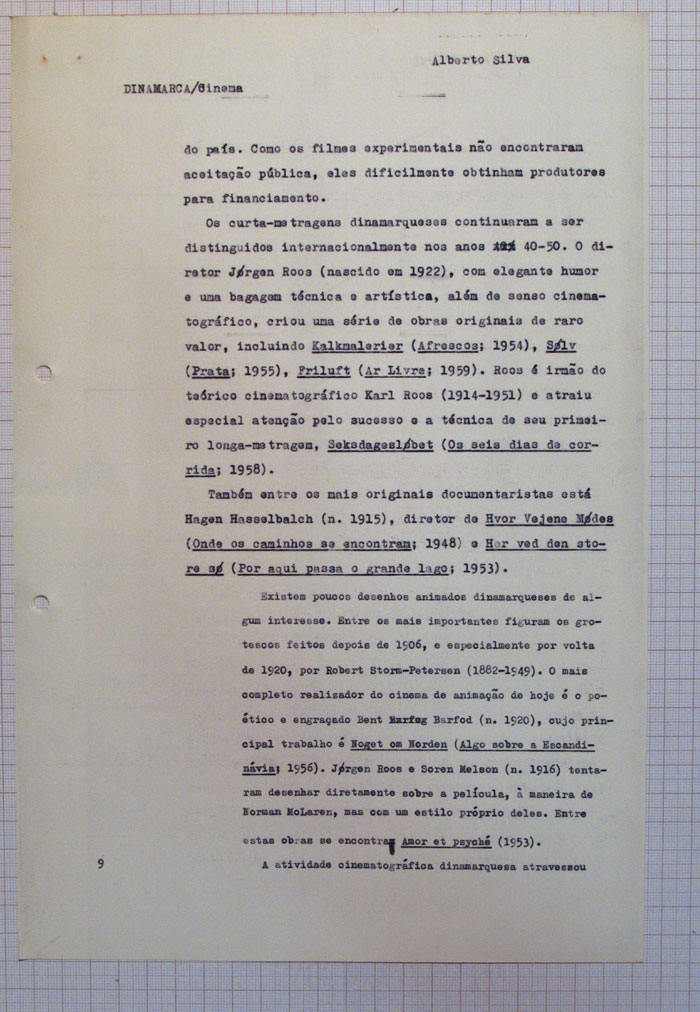 Alberto Silva
DINAMARCA/Cinema
do país. Como os filmes experimentais não encontraram
aceitação pública, eles dificilmente obtinham produtores
para financiamento.
Os curta-metragens dinamarqueses continuaram a ser
distinguidos internacionalmente nos anos 40-50. O di-
retor Jørgen Roos (nascido em 1922), com elegante humor
e uma bagagem técnica e artística, além de senso cinema-
tográfico, criou uma série de obras originais de raro
valor, incluindo Kalkmalerier (Afrescos; 1954), Sølv
(Prata; 1955), Friluft (Ar Livre; 1959). Roos é irmão do
teórico cinematográfico Karl Roos (1914-1951) e atraiu
especial atenção pelo sucesso e a técnica de seu primei-
ro longa-metragem, Seksdagesløbet (Os seis dias de cor-
rida; 1958).
Também entre os mais originais documentaristas está
Hagen Hasselbalch (n. 1915), diretor de Hvor Vejene Mødes
(Onde os caminhos se encontram; 1948) e Her ved den sto-
re sø (Por aqui passa o grande lago; 1953).
Existem poucos desenhos animados dinamarqueses de al-
gum interesse. Entre os mais importantes figuram os gro-
tescos feitos depois de 1906, e especialmente por volta
de 1920, por Robert Storm-Petersen (1882-1949). O mais
completo realizador do cinema de animação de hoje é o po-
ético e engraçado Bent Barfod (n. 1920), cujo prin-
cipal trabalho é Noget om Norden (Algo sobre a Escandi-
návia; 1956). Jørgen Roos e Soren Melson (n. 1916) tenta-
ram desenhar diretamente sobre a película, à maneira de
Norman McLaren, mas com um estilo próprio deles. Entre
estas obras se encontra Amor et psyché (1953).
9
A atividade cinematográfica dinamarquesa atravessou